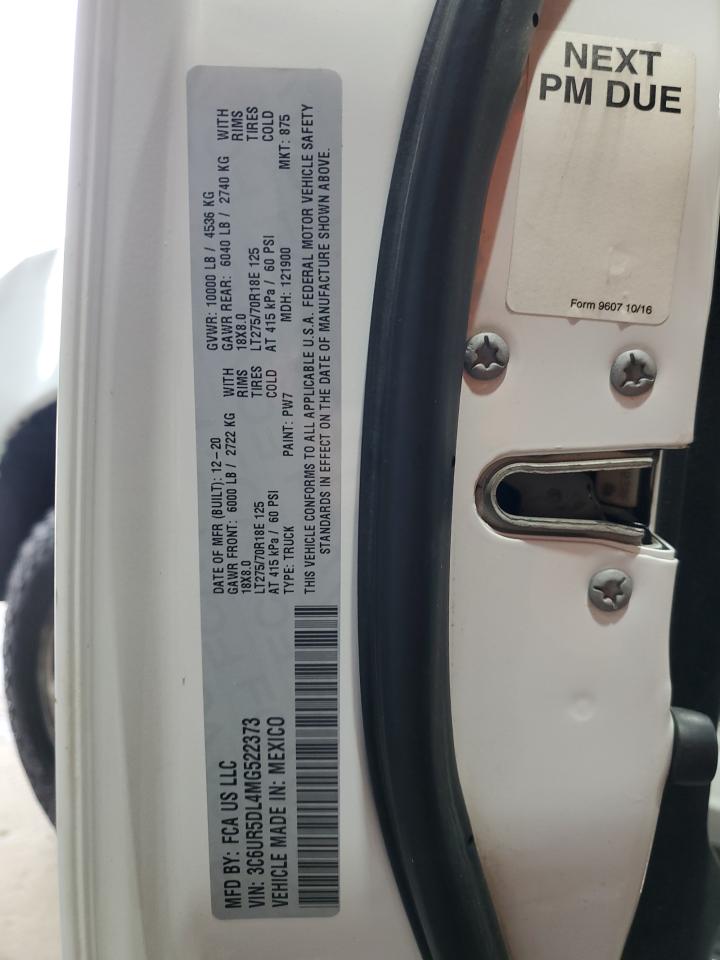 MFD BY: FCA US LLC
VIN: 3C6UR5DL4MG522373
VEHICLE MADE IN: MEXICO
DATE OF MFR (BUILT): 12-20 GVWR: 10000 LB / 4536 KG
GAWR FRONT: 6000 LB / 2722 KG WITH GAWR REAR: 6040 LB / 2740 KG WITH
18X8.0 RIMS 18X8.0 RIMS
LT275/70R18E 125 TIRES LT275/70R18E 125 TIRES
AT 415 kPa / 60 PSI COLD AT 415 kPa / 60 PSI COLD
TYPE: TRUCK PAINT: PW7 MDH: 121900 MKT: 875
THIS VEHICLE CONFORMS TO ALL APPLICABLE U.S.A. FEDERAL MOTOR VEHICLE SAFETY
STANDARDS IN EFFECT ON THE DATE OF MANUFACTURE SHOWN ABOVE.
NEXT
PM DUE
Form 9607 10/16